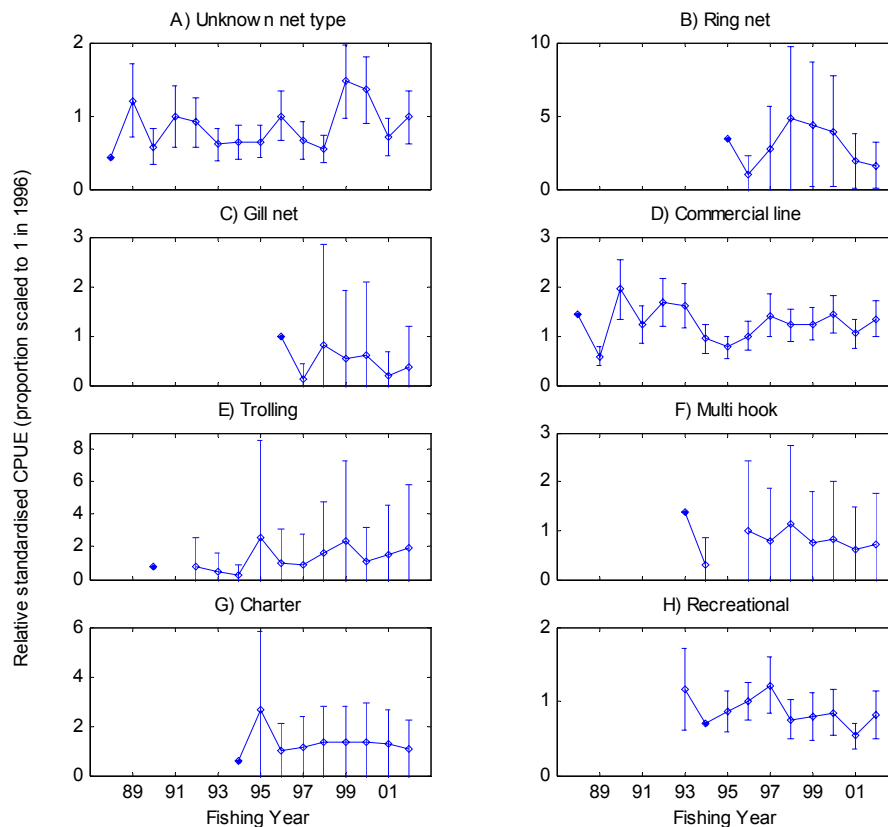 A) Unknown net type
B) Ring net
2
1
0
10
5
0
C) Gill net
D) Commercial line
3
2
1
0
3
2
1
0
Relative standardised CPUE (proportion scaled to 1 in 1996)
E) Trolling
F) Multi hook
8
6
4
2
0
3
2
1
0
G) Charter
H) Recreational
6
4
2
0
2
1
0
89 91 93 95 97 99 01
89 91 93 95 97 99 01
Fishing Year
Fishing Year